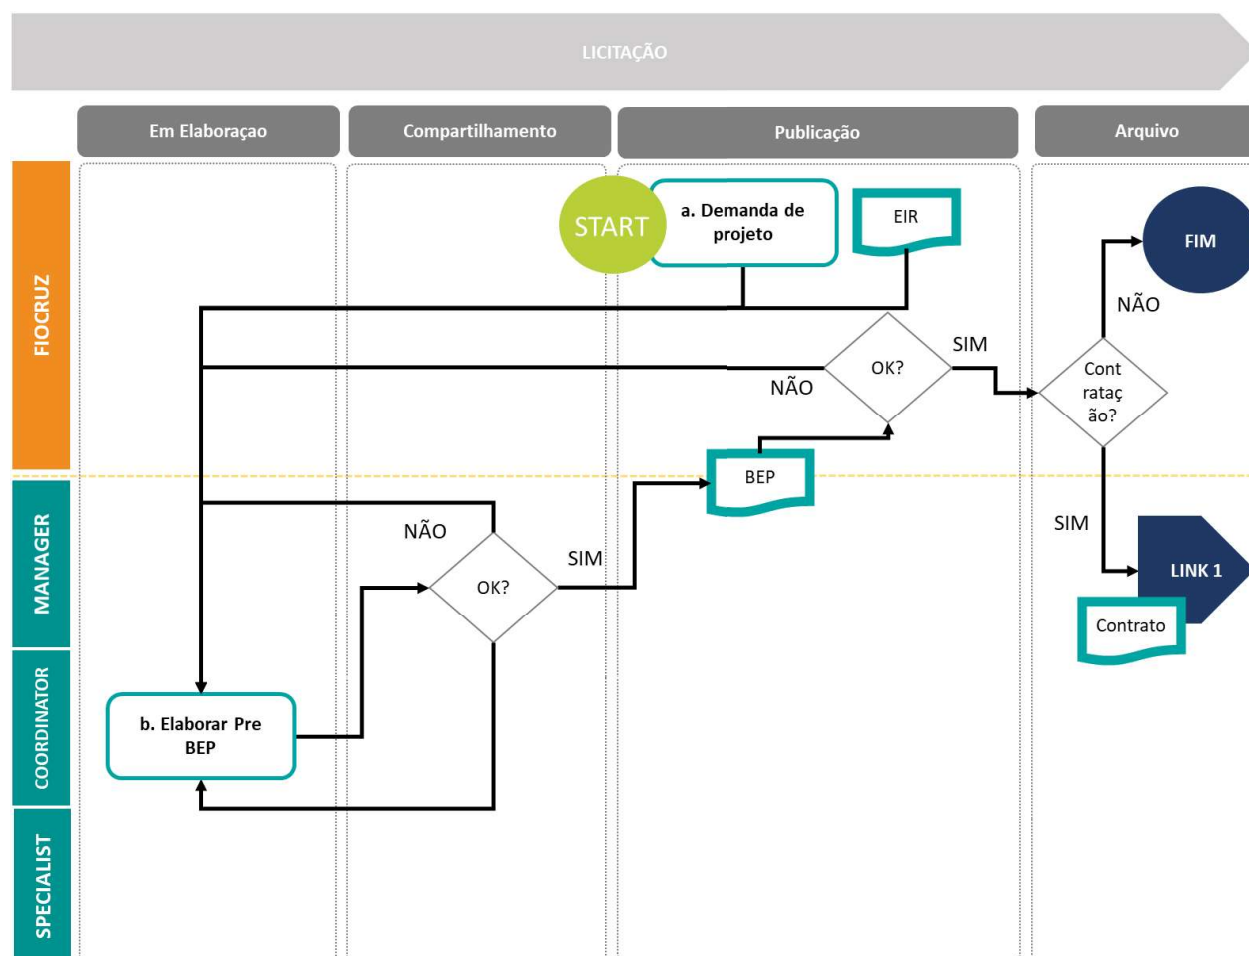 LICITAÇÃO
Em Elaboraçao
Compartilhamento
Publicação
Arquivo
FIOCRUZ
START
a. Demanda de
projeto
EIR
FIM
NÃO
OK?
SIM
NÃO
Cont
rataç
ão?
BEP
MANAGER
NÃO
OK?
SIM
SIM
LINK 1
Contrato
COORDINATOR
b. Elaborar Pre
BEP
SPECIALIST